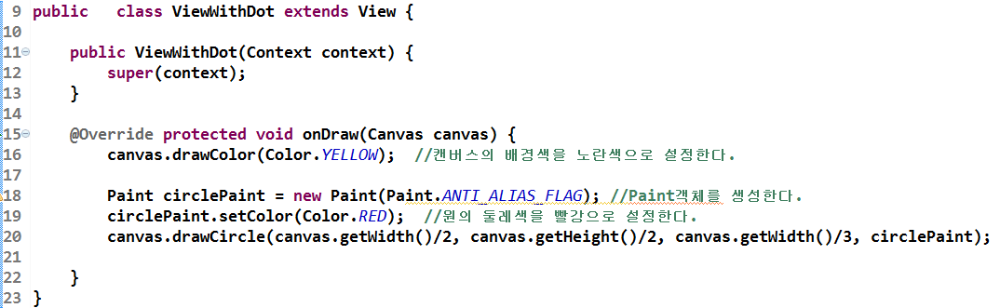 9 public   class ViewWithDot extends View {
10
11 public ViewWithDot(Context context) {
12 super(context);
13 }
14
15 @Override protected void onDraw(Canvas canvas) {
16 canvas.drawColor(Color.YELLOW);  //캔버스의 배경색을 노란색으로 설정한다.
17
18 Paint circlePaint = new Paint(Paint.ANTI_ALIAS_FLAG); //Paint객체를 생성한다.
19 circlePaint.setColor(Color.RED);  //원의 둘레색을 빨강으로 설정한다.
20 canvas.drawCircle(canvas.getWidth()/2, canvas.getHeight()/2, canvas.getWidth()/3, circlePaint);
21
22 }
23 }